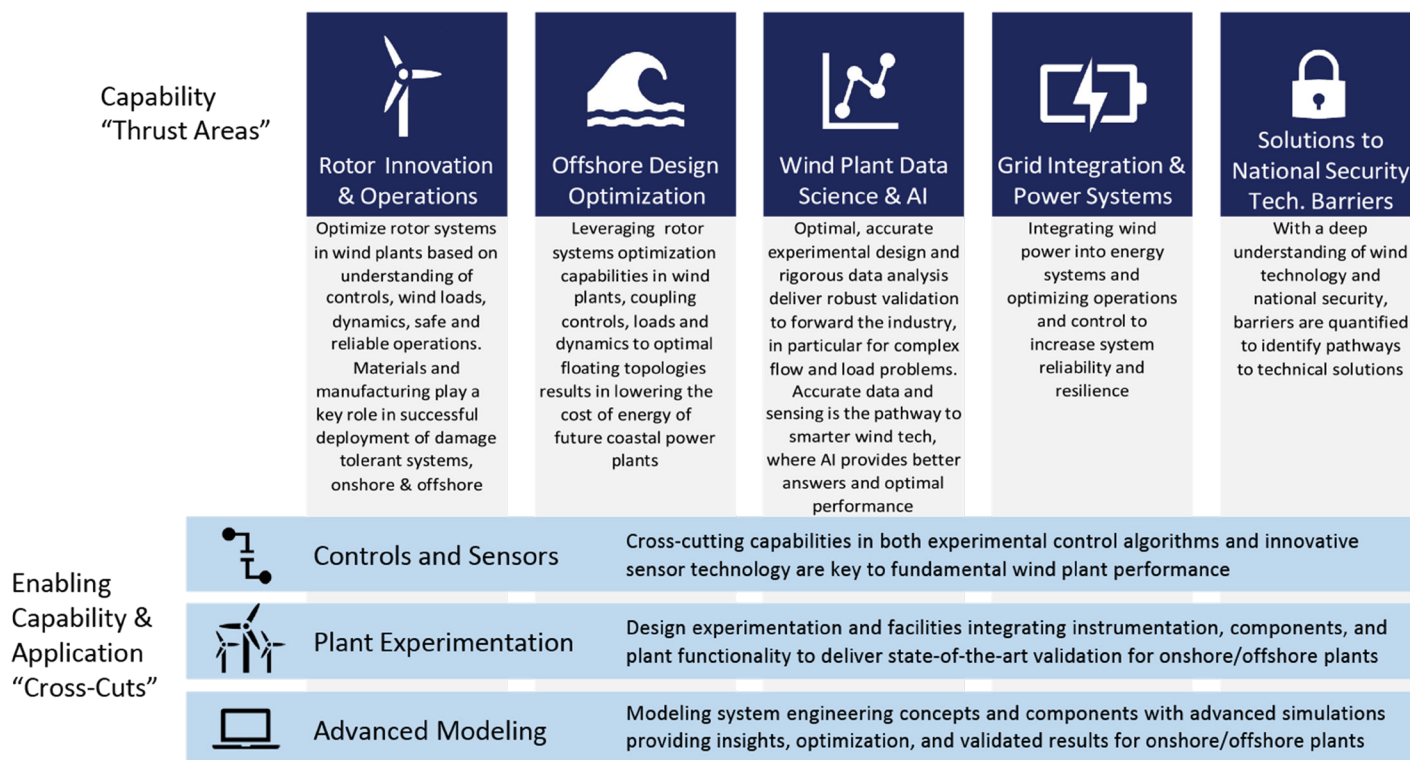 Capability
“Thrust Areas”
Rotor Innovation
& Operations
Optimize rotor systems
in wind plants based on
understanding of
controls, wind loads,
dynamics, safe and
reliable operations.
Materials and
manufacturing play a
key role in successful
deployment of damage
tolerant systems,
onshore & offshore
Offshore Design
Optimization
Leveraging rotor
systems optimization
capabilities in wind
plants, coupling
controls, loads and
dynamics to optimal
floating topologies
results in lowering the
cost of energy of
future coastal power
plants
Wind Plant Data
Science & AI
Optimal, accurate
experimental design and
rigorous data analysis
deliver robust validation
to forward the industry,
in particular for complex
flow and load problems.
Accurate data and
sensing is the pathway to
smarter wind tech,
where AI provides better
answers and optimal
performance
Grid Integration &
Power Systems
Integrating wind
power into energy
systems and
optimizing operations
and control to
increase system
reliability and
resilience
Solutions to
National Security
Tech. Barriers
With a deep
understanding of wind
technology and
national security,
barriers are quantified
to identify pathways
to technical solutions
Enabling
Capability &
Application
“Cross-Cuts”
Controls and Sensors
Cross-cutting capabilities in both experimental control algorithms and innovative
sensor technology are key to fundamental wind plant performance
Plant Experimentation
Design experimentation and facilities integrating instrumentation, components, and
plant functionality to deliver state-of-the-art validation for onshore/offshore plants
Advanced Modeling
Modeling system engineering concepts and components with advanced simulations
providing insights, optimization, and validated results for onshore/offshore plants